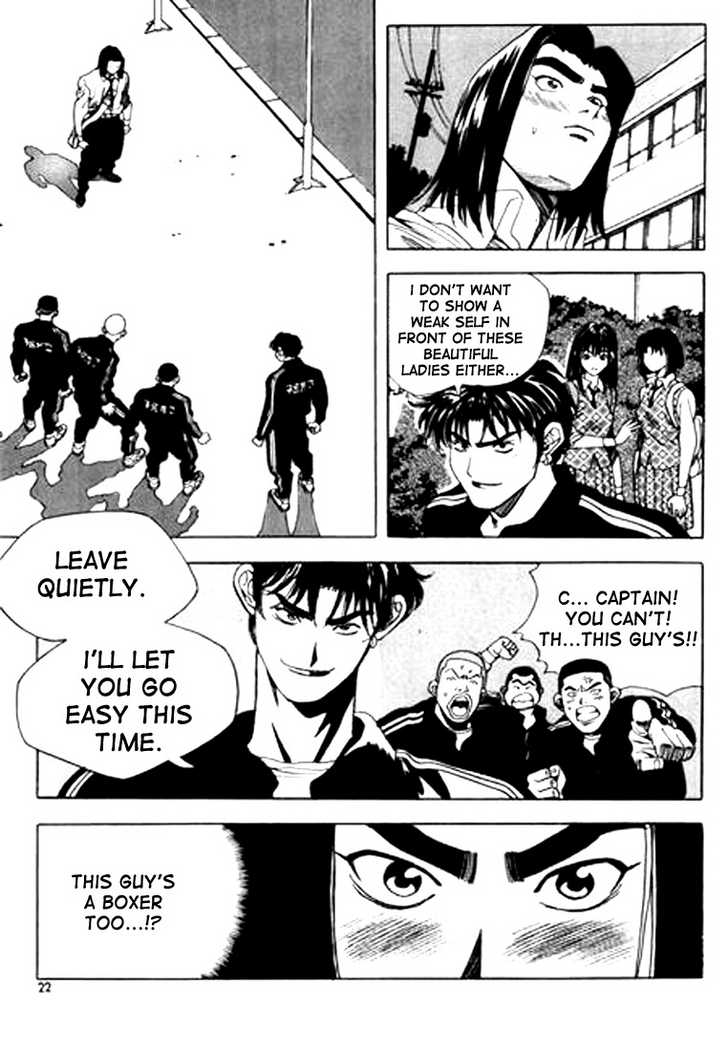 I DON'T WANT
TO SHOW A
WEAK SELF IN
FRONT OF THESE
BEAUTIFUL
LADIES EITHER...
LEAVE
QUIETLY.
I'LL LET
YOU GO
EASY THIS
TIME.
C... CAPTAIN!
YOU CAN'T!
TH...THIS GUY'S!!
THIS GUY'S
A BOXER
TOO...!?
22